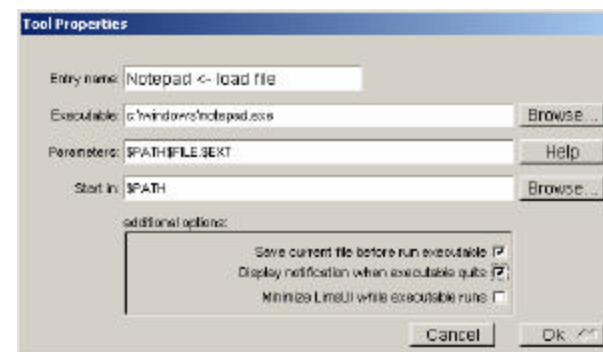 Tool Properties
Entry name: Notepad <- load file
Executable: c:\windows\notepad.exe Browse...
Parameters: $PATH$FILE.$EXT Help
Start in: $PATH Browse...
additional options:
Save current file before run executable
Display notification when executable quits
Minimize LimeUI while executable runs
Cancel Ok